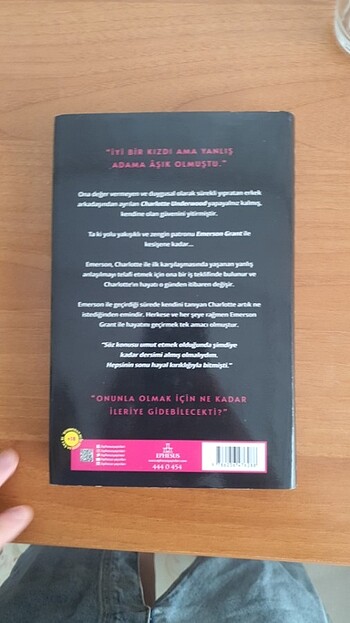 "İYİ BİR KIZDI AMA YANLIŞ
ADAMA ÂŞIK OLMUŞTU."
Ona değer vermeyen ve duygusal olarak sürekli yıpratan erkek
arkadaşından ayrılan Charlotte Underwood yapayalnız kalmış,
kendine olan güvenini yitirmiştir.
Ta ki yolu yakışıklı ve zengin patronu Emerson Grant ile
kesişene kadar...
Emerson, Charlotte ile ilk karşılaşmasında yaşanan yanlış
anlaşılmayı telafi etmek için ona bir iş teklifinde bulunur ve
Charlotte'ın hayatı o günden itibaren değişir.
Emerson ile geçirdiği sürede kendini tanıyan Charlotte artık ne
istediğinden emindir. Herkese ve her şeye rağmen Emerson
Grant ile hayatını geçirmek tek amacı olmuştur.
"Söz konusu umut etmek olduğunda şimdiye
kadar dersimi almış olmalıydım.
Hepsinin sonu hayal kırıklığıyla bitmişti."
"ONUNLA OLMAK İÇİN NE KADAR
İLERİYE GİDEBİLECEKTİ?"
+18
EPHESUS
444 0 454